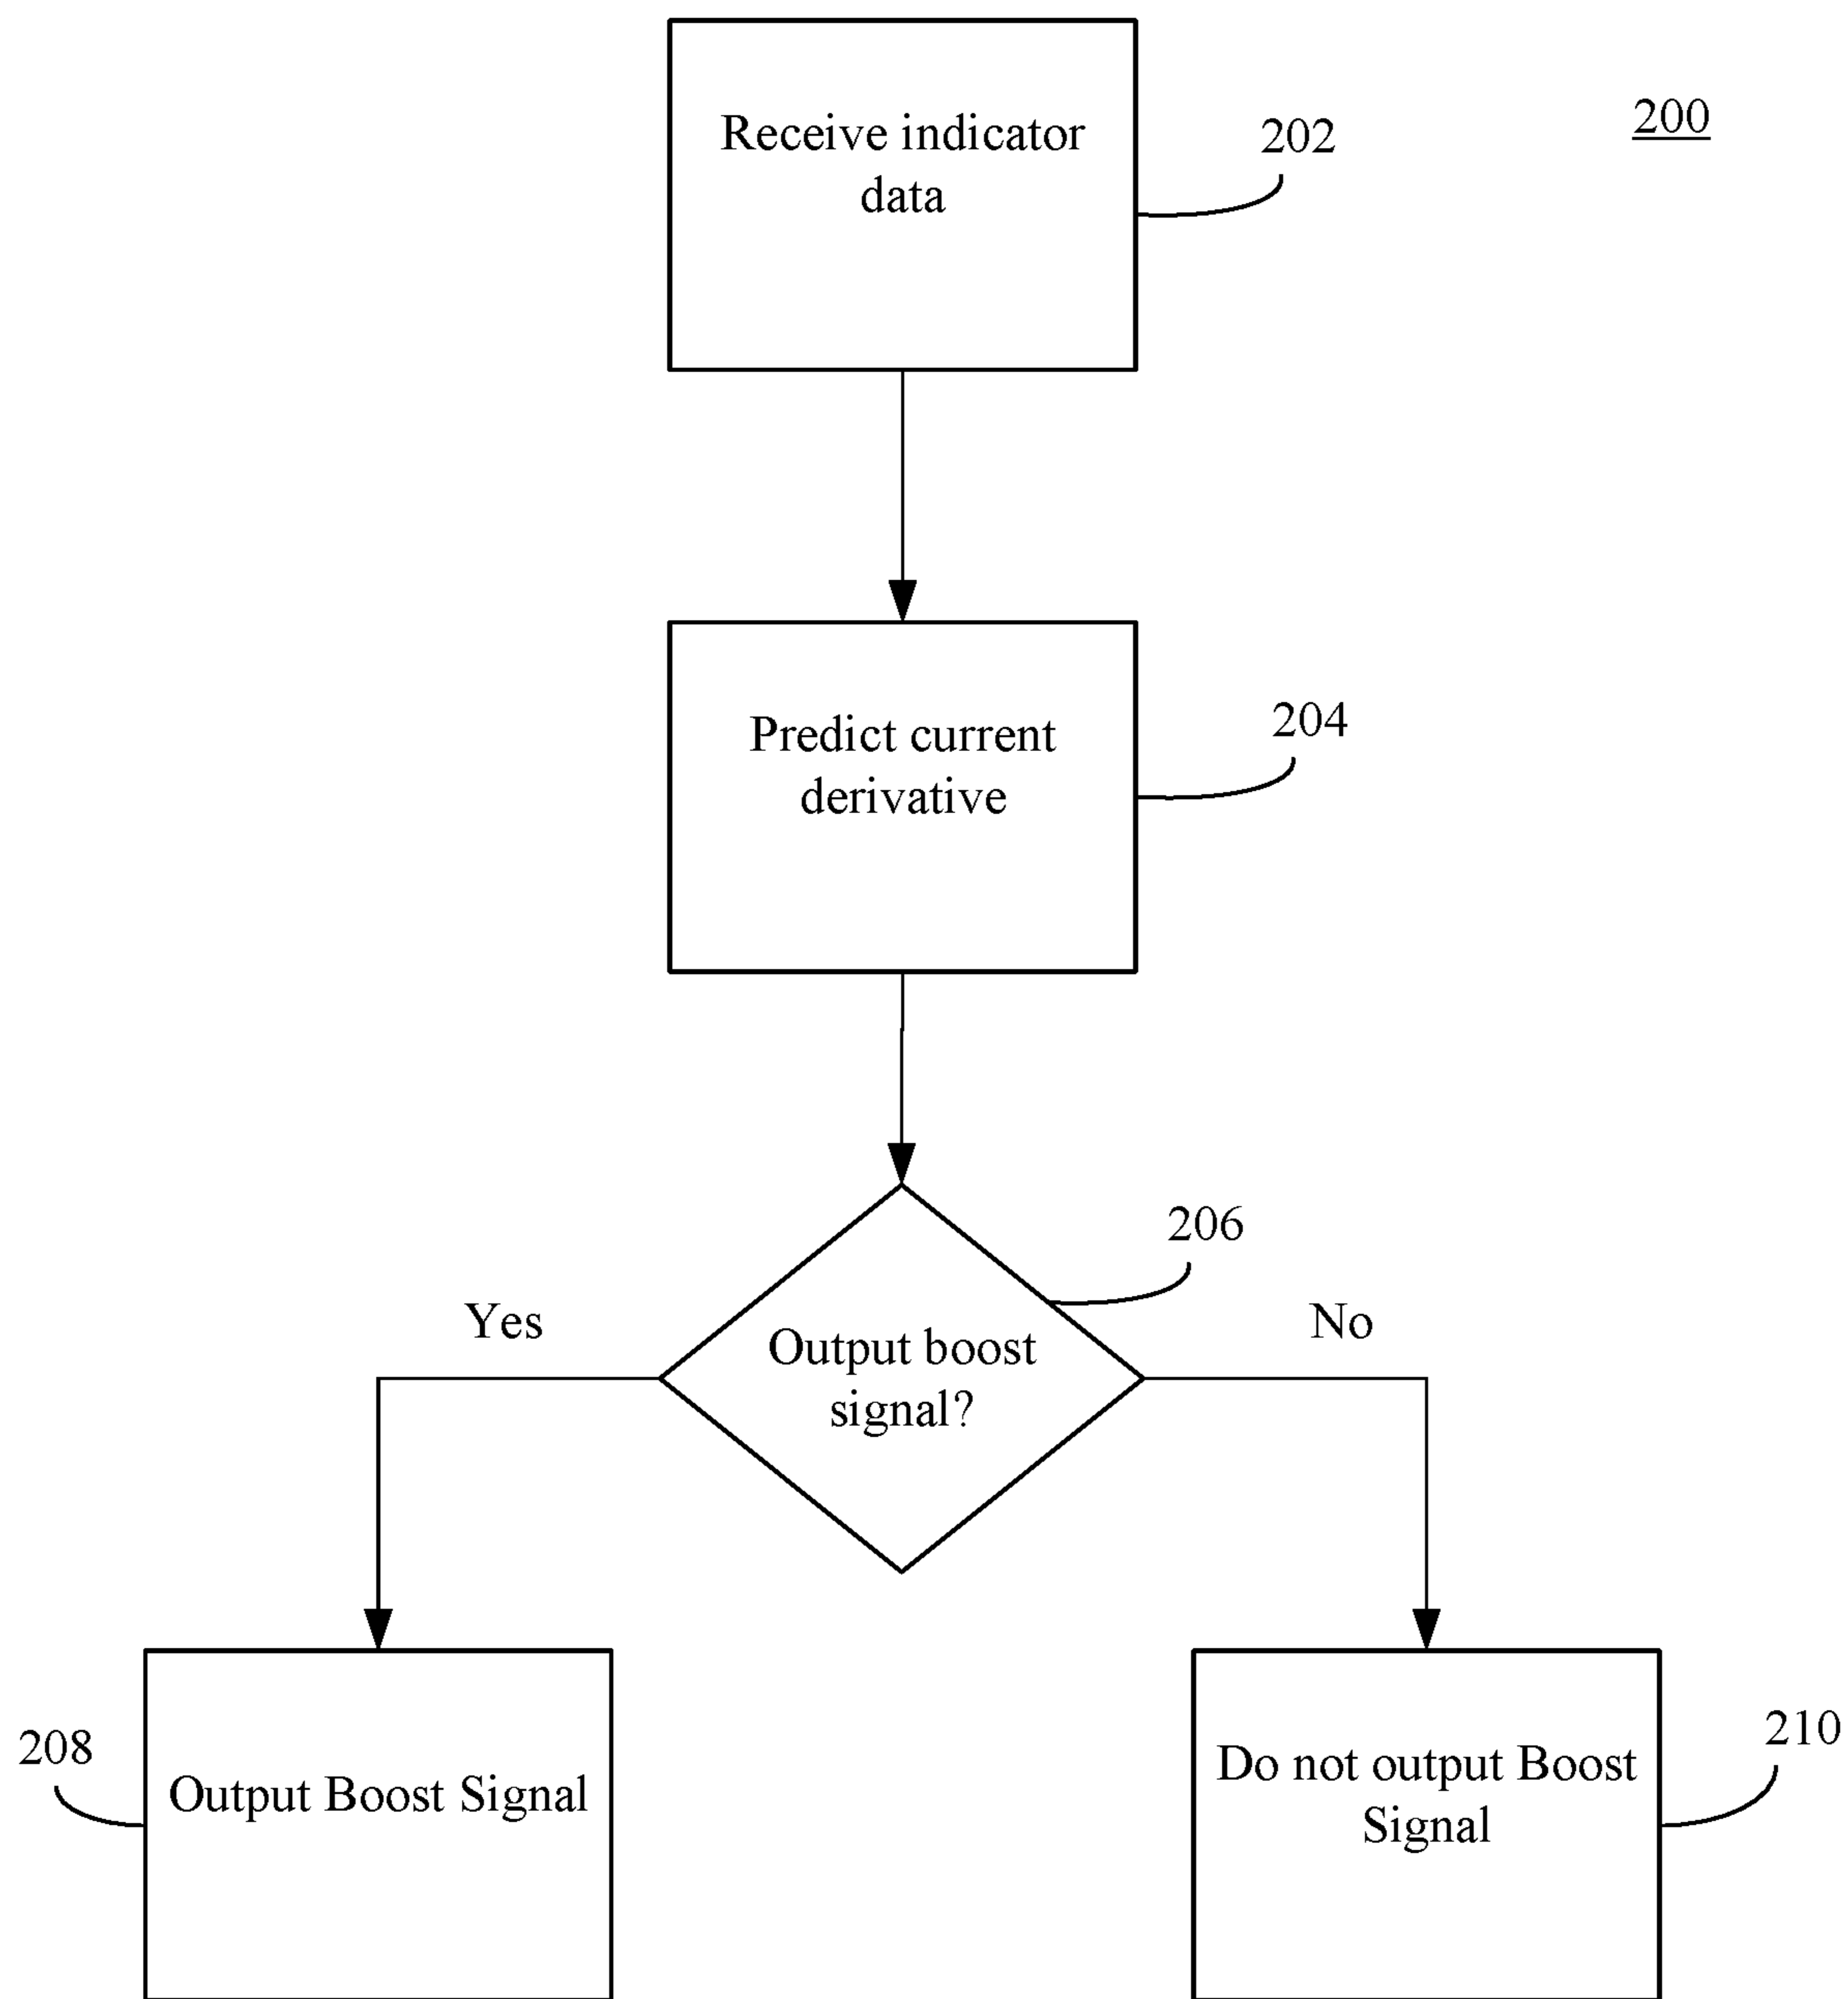 Receive indicator
data
202
200
Predict current
derivative
204
206
Yes
Output boost
signal?
No
208
Output Boost Signal
Do not output Boost
Signal
210